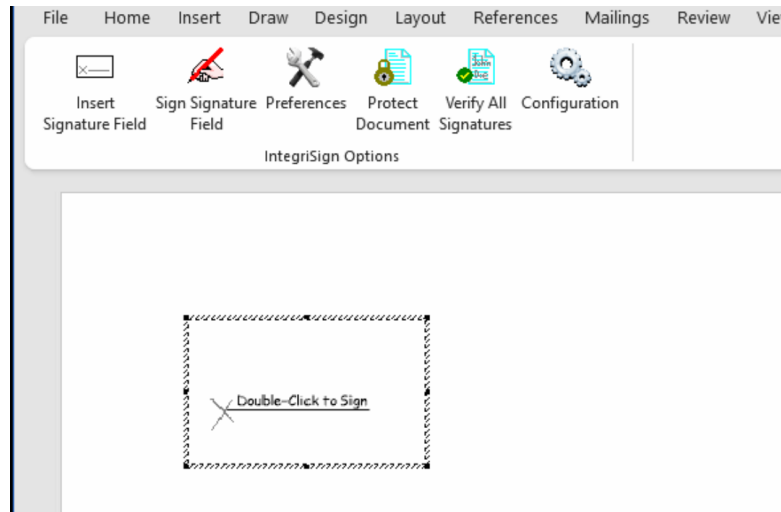 File Home Insert Draw Design Layout References Mailings Review
Insert Signature Field
Sign Signature Field
Preferences
Protect Document
Verify All Signatures
Configuration
IntegriSign Options
Double-Click to Sign